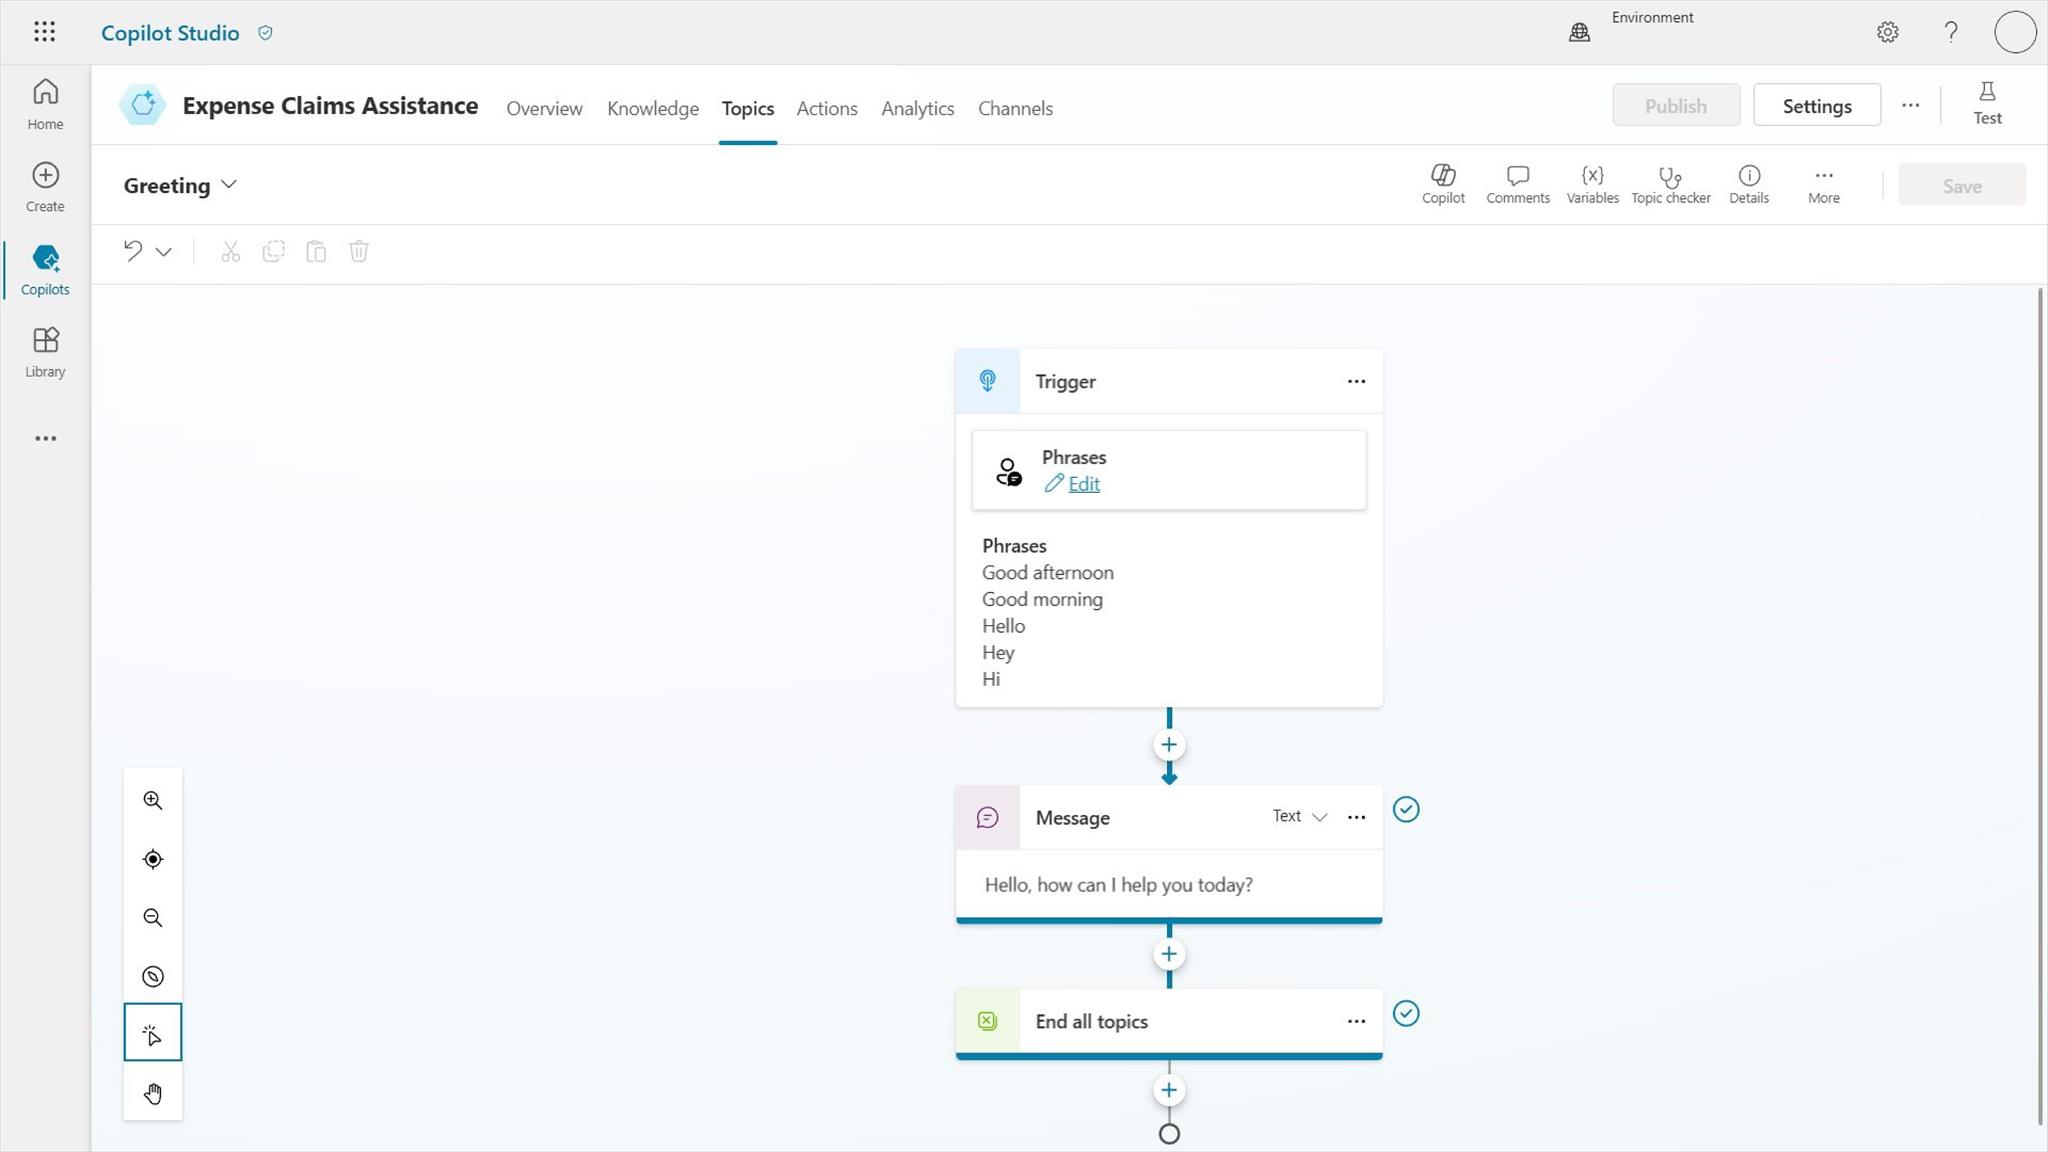 Copilot Studio
Environment
Home
Create
Copilots
Library
Expense Claims Assistance
Overview
Knowledge
Topics
Actions
Analytics
Channels
Publish
Settings
Test
Greeting
Copilot
Comments
Variables
Topic checker
Details
More
Save
Trigger
Phrases
Edit
Phrases
Good afternoon
Good morning
Hello
Hey
Hi
Message
Text
Hello, how can I help you today?
End all topics